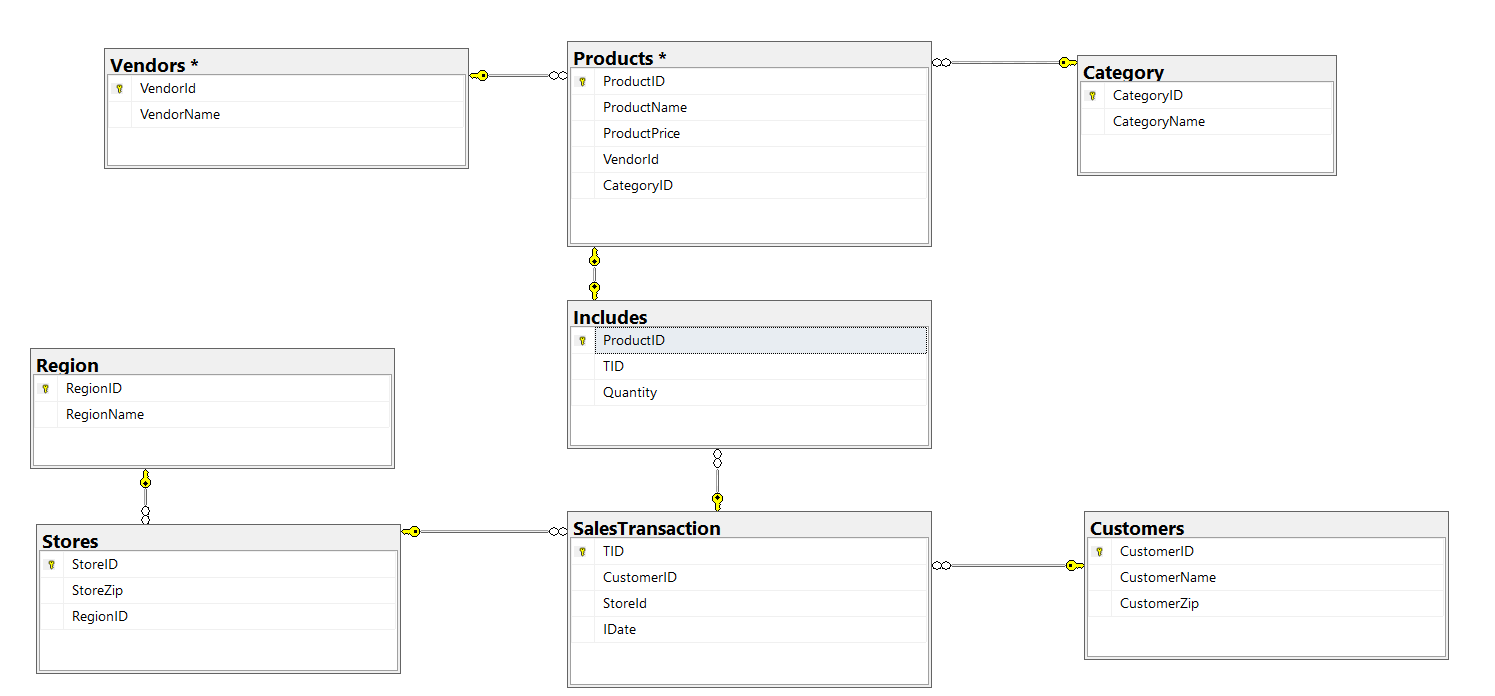 Vendors *
VendorId
VendorName
Products *
ProductID
ProductName
ProductPrice
VendorId
CategoryID
Category
CategoryID
CategoryName
Includes
ProductID
TID
Quantity
Region
RegionID
RegionName
Stores
StoreID
StoreZip
RegionID
SalesTransaction
TID
CustomerID
StoreId
IDate
Customers
CustomerID
CustomerName
CustomerZip